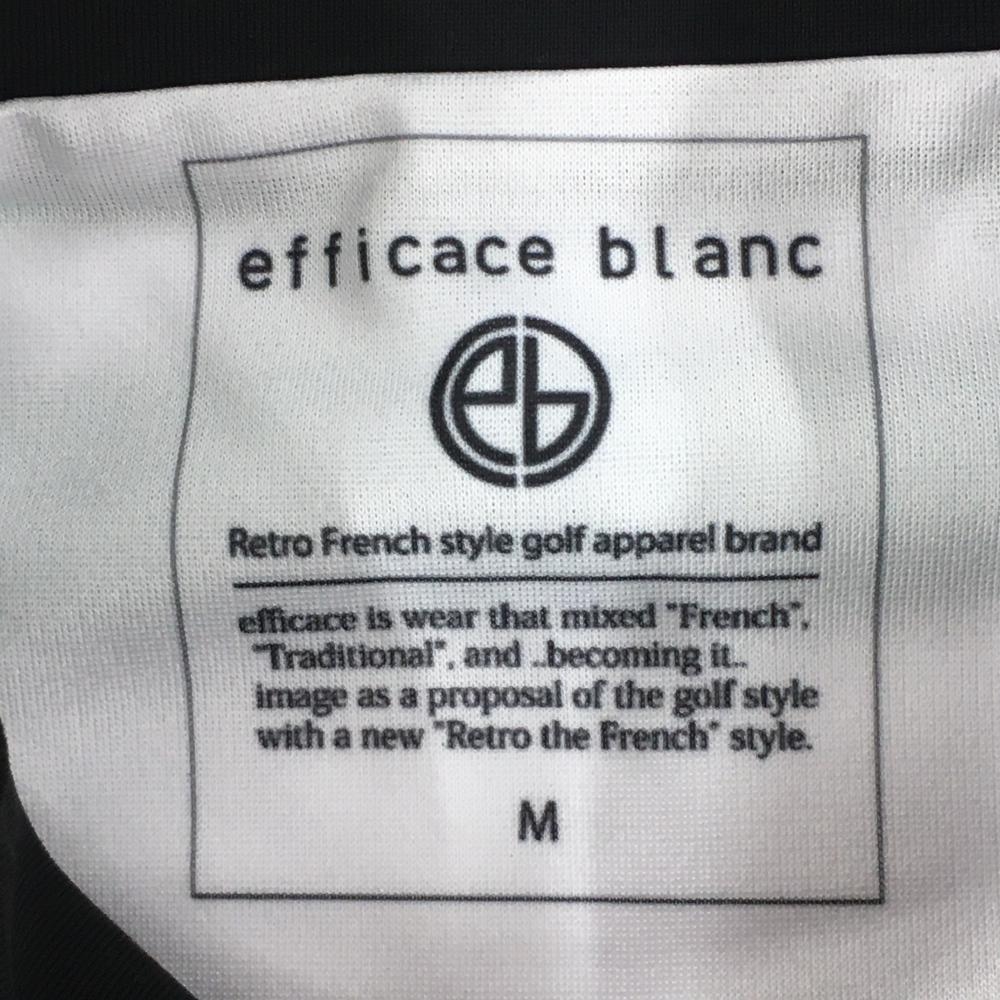 efficace blanc
eb
Retro French style golf apparel brand
efficace is wear that mixed "French",
"Traditional", and ..becoming it..
image as a proposal of the golf style
with a new "Retro the French" style.
M